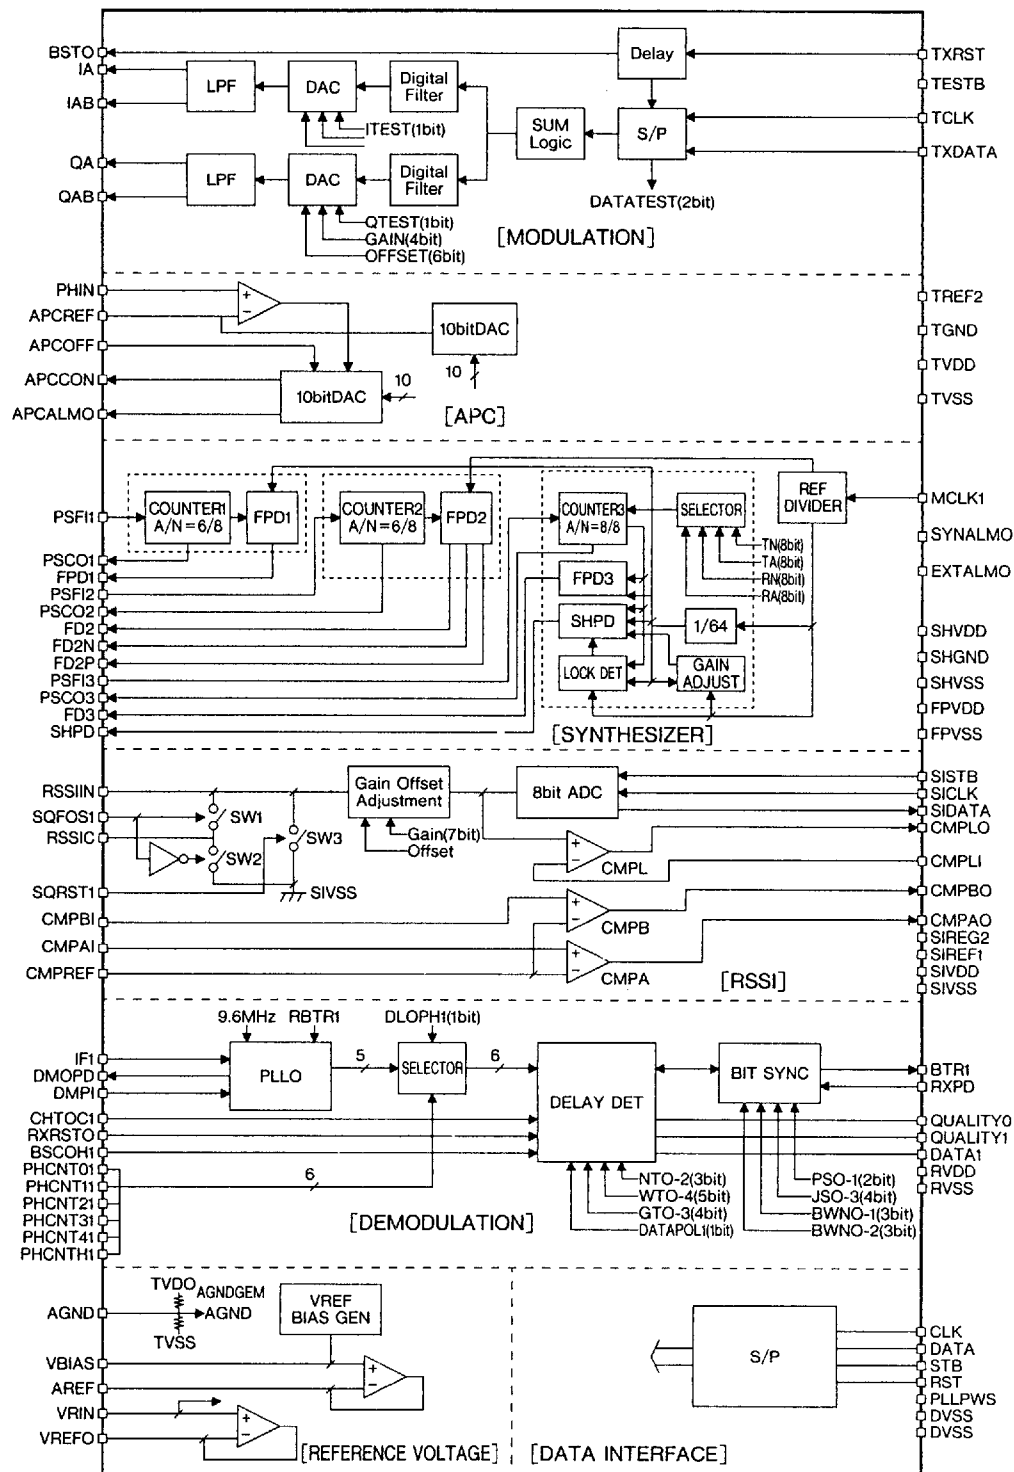 BSTO
IA
IAB
QA
QAB
LPF
DAC
Digital
Filter
ITEST(1bit)
LPF
DAC
Digital
Filter
QTEST(1bit)
GAIN(4bit)
OFFSET(6bit)
SUM
Logic
Delay
S/P
DATATEST(2bit)
[MODULATION]
TXRST
TESTB
TCLK
TXDATA
PHIN
APCREF
APCOFF
APCCON
APCALMO
+
−
10bitDAC
10
10bitDAC
10
[APC]
TREF2
TGND
TVDD
TVSS
PSFI1
PSCO1
FPD1
PSFI2
PSCO2
FD2
FD2N
FD2P
PSFI3
PSCO3
FD3
SHPD
COUNTER1
A/N=6/8
FPD1
COUNTER2
A/N=6/8
FPD2
COUNTER3
A/N=8/8
SELECTOR
TN(8bit)
TA(8bit)
RN(8bit)
RA(8bit)
FPD3
SHPD
1/64
LOCK DET
GAIN
ADJUST
REF
DIVIDER
[SYNTHESIZER]
MCLK1
SYNALMO
EXTALMO
SHVDD
SHGND
SHVSS
FPVDD
FPVSS
RSSIIN
SQFOS1
RSSIC
SQRST1
CMPBI
CMPAI
CMPREF
SW1
SW2
SW3
SIVSS
Gain Offset
Adjustment
Gain(7bit)
Offset
8bit ADC
+
−
CMPL
+
−
CMPB
+
−
CMPA
[RSSI]
SISTB
SICLK
SIDATA
CMPLO
CMPLI
CMPBO
CMPAO
SIREG2
SIREF1
SIVDD
SIVSS
9.6MHz
RBTR1
DLOPH1(1bit)
IF1
DMOPD
DMPI
CHTOC1
RXRSTO
BSCOH1
PHCNT01
PHCNT11
PHCNT21
PHCNT31
PHCNT41
PHCNTH1
PLLO
5
SELECTOR
6
6
DELAY DET
BIT SYNC
NTO-2(3bit)
WTO-4(5bit)
GTO-3(4bit)
DATAPOL1(1bit)
PSO-1(2bit)
JSO-3(4bit)
BWNO-1(3bit)
BWNO-2(3bit)
[DEMODULATION]
BTR1
RXPD
QUALITY0
QUALITY1
DATA1
RVDD
RVSS
TVDO
AGNDGEM
AGND
AGND
TVSS
VREF
BIAS GEN
VBIAS
AREF
VRIN
VREFO
+
−
+
−
[REFERENCE VOLTAGE]
S/P
[DATA INTERFACE]
CLK
DATA
STB
RST
PLLPWS
DVSS
DVSS